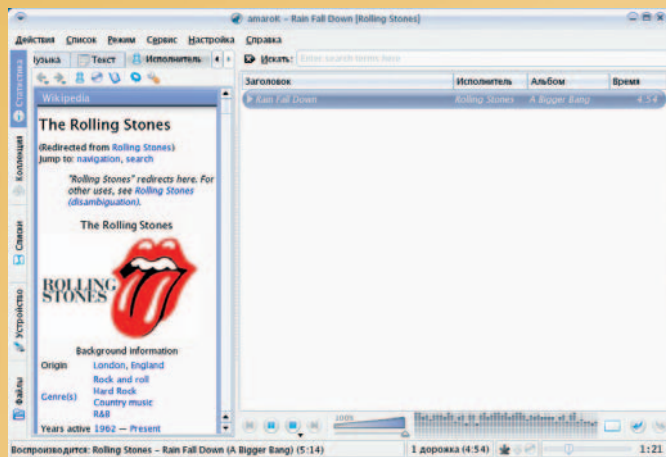 amaroK - Rain Fall Down [Rolling Stones]
Действия Список Режим Сервис Настройка Справка
Статистика
Коллекция
Списки
Устройство
Файлы
Музыка Текст Исполнитель
Искать: Enter search terms here
Заголовок Исполнитель Альбом Время
Rain Fall Down Rolling Stones A Bigger Bang 4:54
Wikipedia
The Rolling Stones
(Redirected from Rolling Stones)
Jump to: navigation, search
"Rolling Stones" redirects here. For
other uses, see Rolling Stones
(disambiguation).
The Rolling Stones
ROLLING
STONES
Background information
Origin London, England
Genre(s) Rock and roll
Hard Rock
Country music
R&B
Years active 1962 — Present
100%
Воспроизводится: Rolling Stones – Rain Fall Down (A Bigger Bang) (5:14)
1 дорожка (4:54)
1:21